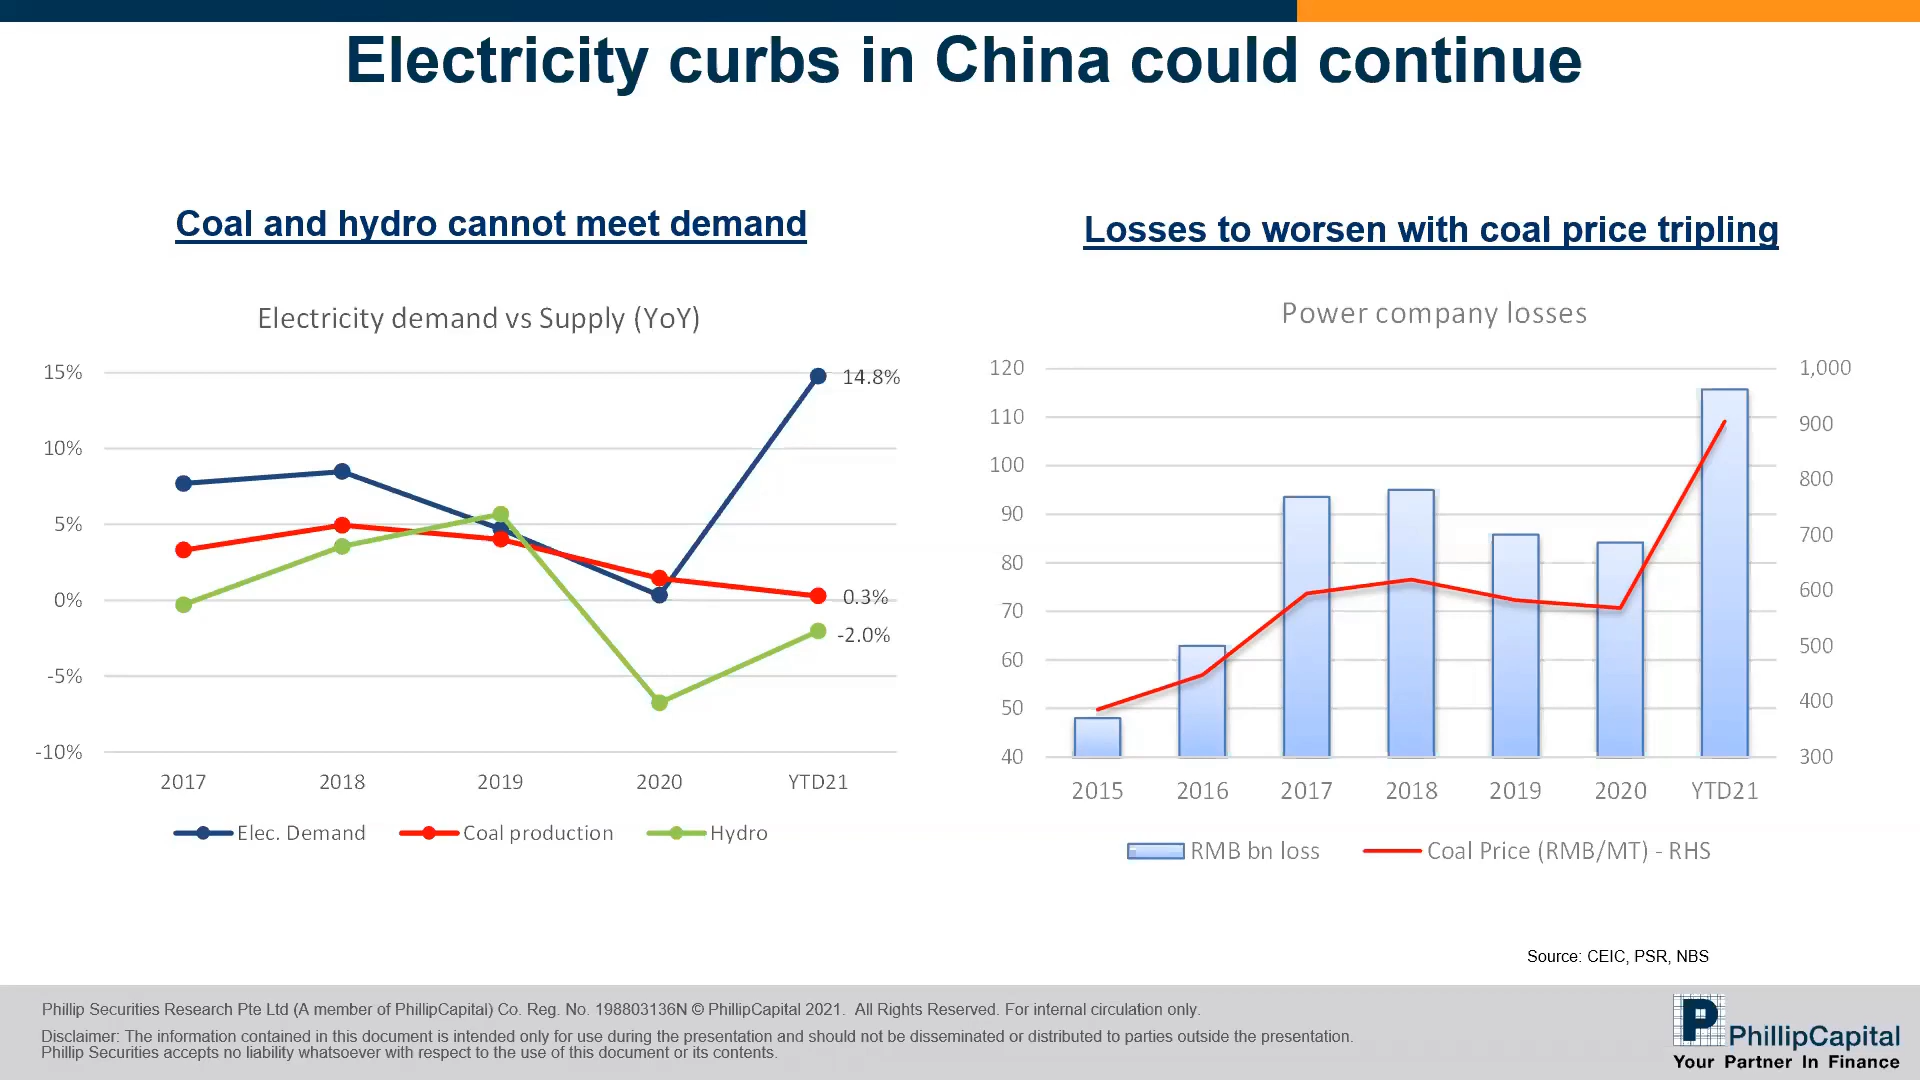 Electricity curbs in China could continue
Coal and hydro cannot meet demand
Electricity demand vs Supply (YoY)
15%
10%
5%
0%
-5%
-10%
14.8%
0.3%
-2.0%
2017 2018 2019 2020 YTD21
Elec. Demand Coal production Hydro
Losses to worsen with coal price tripling
Power company losses
120
110
100
90
80
70
60
50
40
1,000
900
800
700
600
500
400
300
2015 2016 2017 2018 2019 2020 YTD21
RMB bn loss Coal Price (RMB/MT) - RHS
Source: CEIC, PSR, NBS
Phillip Securities Research Pte Ltd (A member of PhillipCapital) Co. Reg. No. 198803136N © PhillipCapital 2021. All Rights Reserved. For internal circulation only.
Disclaimer: The information contained in this document is intended only for use during the presentation and should not be disseminated or distributed to parties outside the presentation.
Phillip Securities accepts no liability whatsoever with respect to the use of this document or its contents.
P
PhillipCapital
Your Partner In Finance